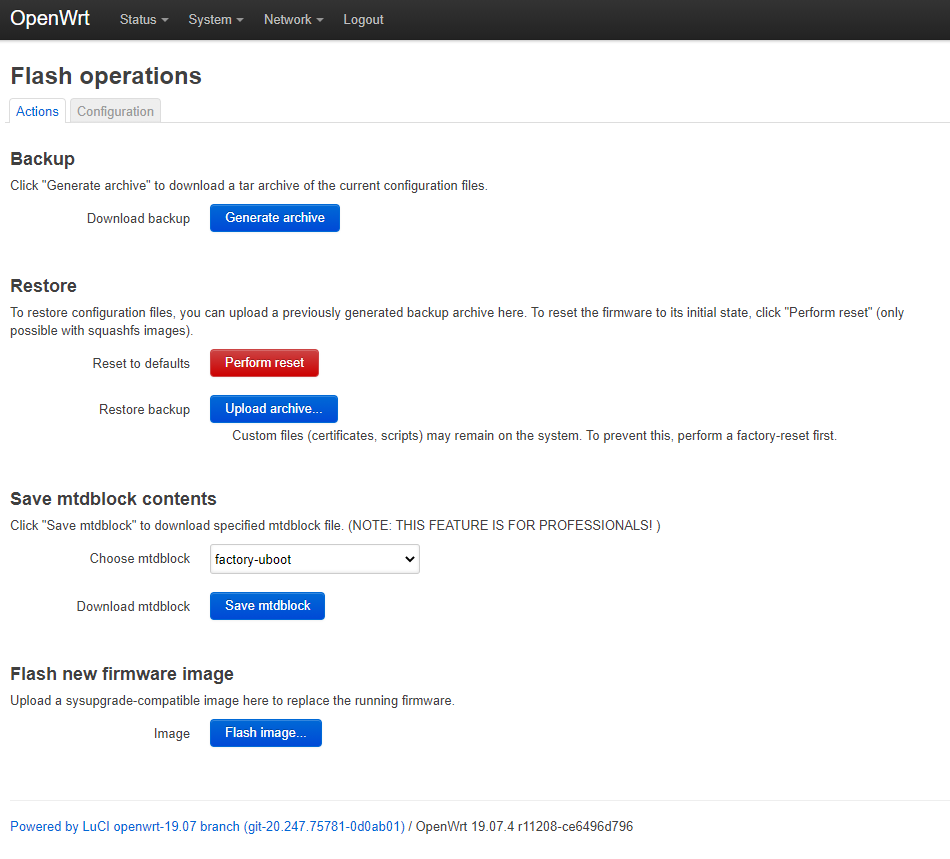 OpenWrt Status System Network Logout
Flash operations
Actions Configuration
Backup
Click "Generate archive" to download a tar archive of the current configuration files.
Download backup Generate archive
Restore
To restore configuration files, you can upload a previously generated backup archive here. To reset the firmware to its initial state, click "Perform reset" (only
possible with squashfs images).
Reset to defaults Perform reset
Restore backup Upload archive...
Custom files (certificates, scripts) may remain on the system. To prevent this, perform a factory-reset first.
Save mtdblock contents
Click "Save mtdblock" to download specified mtdblock file. (NOTE: THIS FEATURE IS FOR PROFESSIONALS! )
Choose mtdblock factory-uboot
Download mtdblock Save mtdblock
Flash new firmware image
Upload a sysupgrade-compatible image here to replace the running firmware.
Image Flash image...
Powered by LuCI openwrt-19.07 branch (git-20.247.75781-0d0ab01) / OpenWrt 19.07.4 r11208-ce6496d796